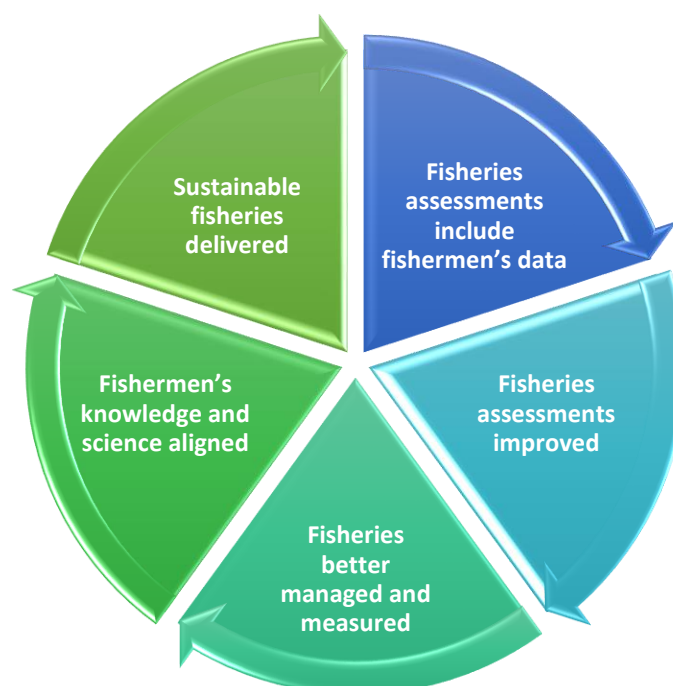 Fisheries
assessments
include
fishermen’s data
Fisheries
assessments
improved
Fisheries
better
managed and
measured
Fishermen’s
knowledge and
science aligned
Sustainable
fisheries
delivered